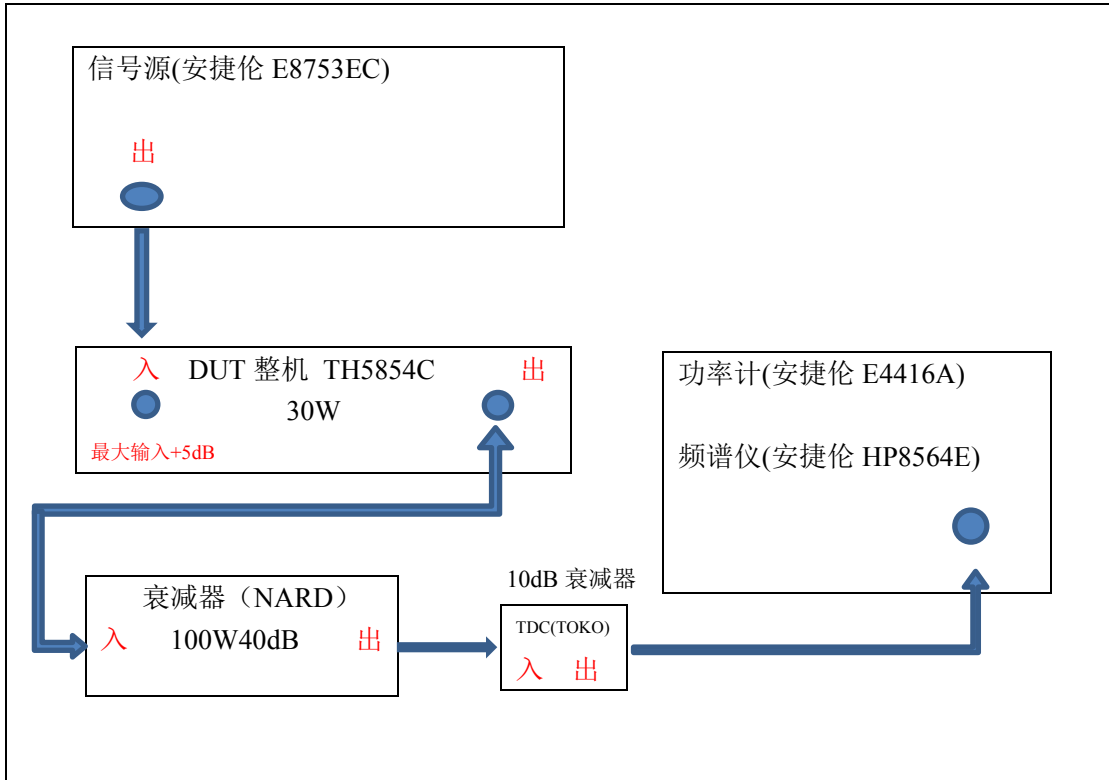 信号源(安捷伦 E8753EC)
出
入 DUT 整机 TH5854C 出
30W
最大输入+5dB
功率计(安捷伦 E4416A)
频谱仪(安捷伦 HP8564E)
衰减器（NARD）
入 100W40dB 出
10dB 衰减器
TDC(TOKO)
入 出